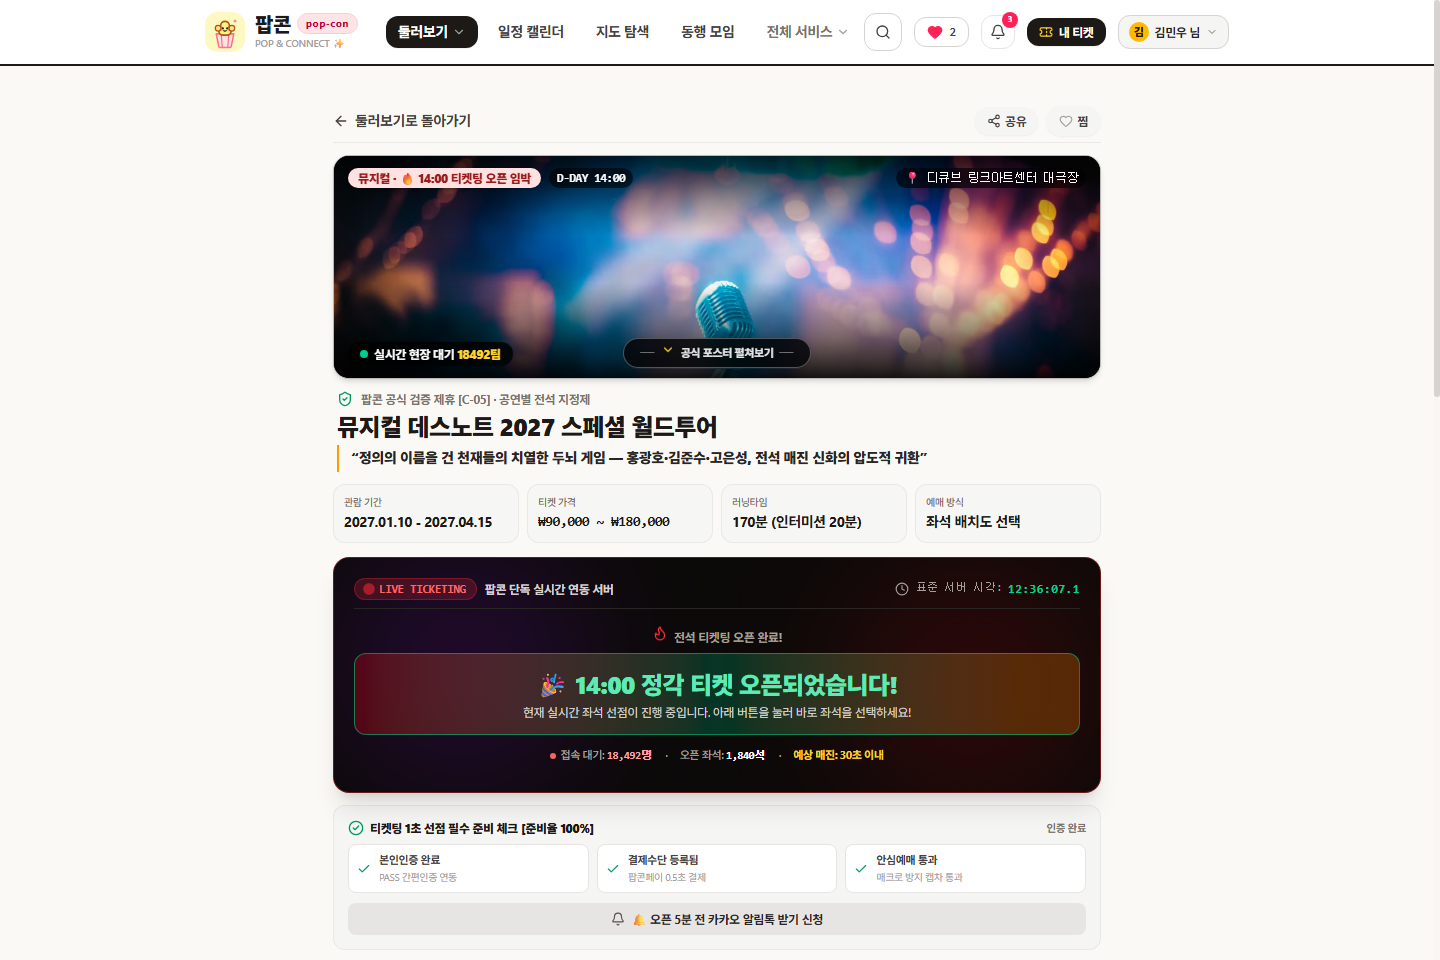 팝콘 pop-con
POP & CONNECT ✨
둘러보기
일정 캘린더
지도 탐색
동행 모임
전체 서비스
2
3
내 티켓
김 김민우 님
둘러보기로 돌아가기
공유
찜
뮤지컬 · 🔥 14:00 티켓팅 오픈 임박
D-DAY 14:00
📍 디큐브 링크아트센터 대극장
실시간 현장 대기 18492팀
공식 포스터 펼쳐보기
팝콘 공식 검증 제휴 [C-05] · 공연별 전석 지정제
뮤지컬 데스노트 2027 스페셜 월드투어
“정의의 이름을 건 천재들의 치열한 두뇌 게임 — 홍광호·김준수·고은성, 전석 매진 신화의 압도적 귀환”
관람 기간
2027.01.10 - 2027.04.15
티켓 가격
₩90,000 ~ ₩180,000
러닝타임
170분 (인터미션 20분)
예매 방식
좌석 배치도 선택
LIVE TICKETING
팝콘 단독 실시간 연동 서버
표준 서버 시각: 12:36:07.1
전석 티켓팅 오픈 완료!
🎉 14:00 정각 티켓 오픈되었습니다!
현재 실시간 좌석 선점이 진행 중입니다. 아래 버튼을 눌러 바로 좌석을 선택하세요!
접속 대기: 18,492명 · 오픈 좌석: 1,840석 · 예상 매진: 30초 이내
티켓팅 1초 선점 필수 준비 체크 [준비율 100%]
인증 완료
본인인증 완료
PASS 간편인증 연동
결제수단 등록됨
팝콘페이 0.5초 결제
안심예매 통과
매크로 방지 캡차 통과
🔔 오픈 5분 전 카카오 알림톡 받기 신청